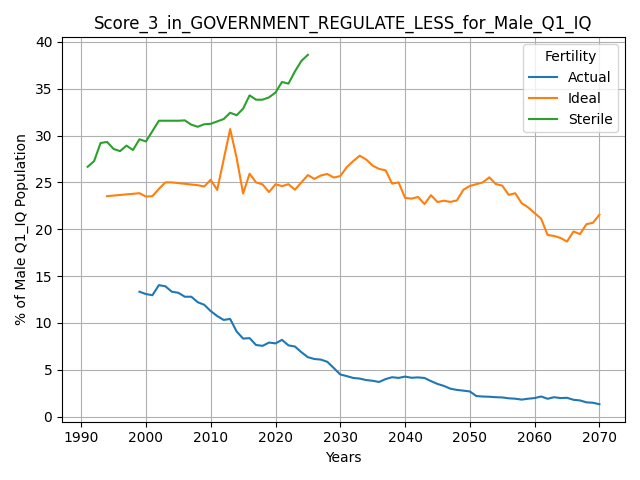 Score_3_in_GOVERNMENT_REGULATE_LESS_for_Male_Q1_IQ
% of Male Q1_IQ Population
40
35
30
25
20
15
10
5
0
Fertility
Actual
Ideal
Sterile
1990 2000 2010 2020 2030 2040 2050 2060 2070
Years